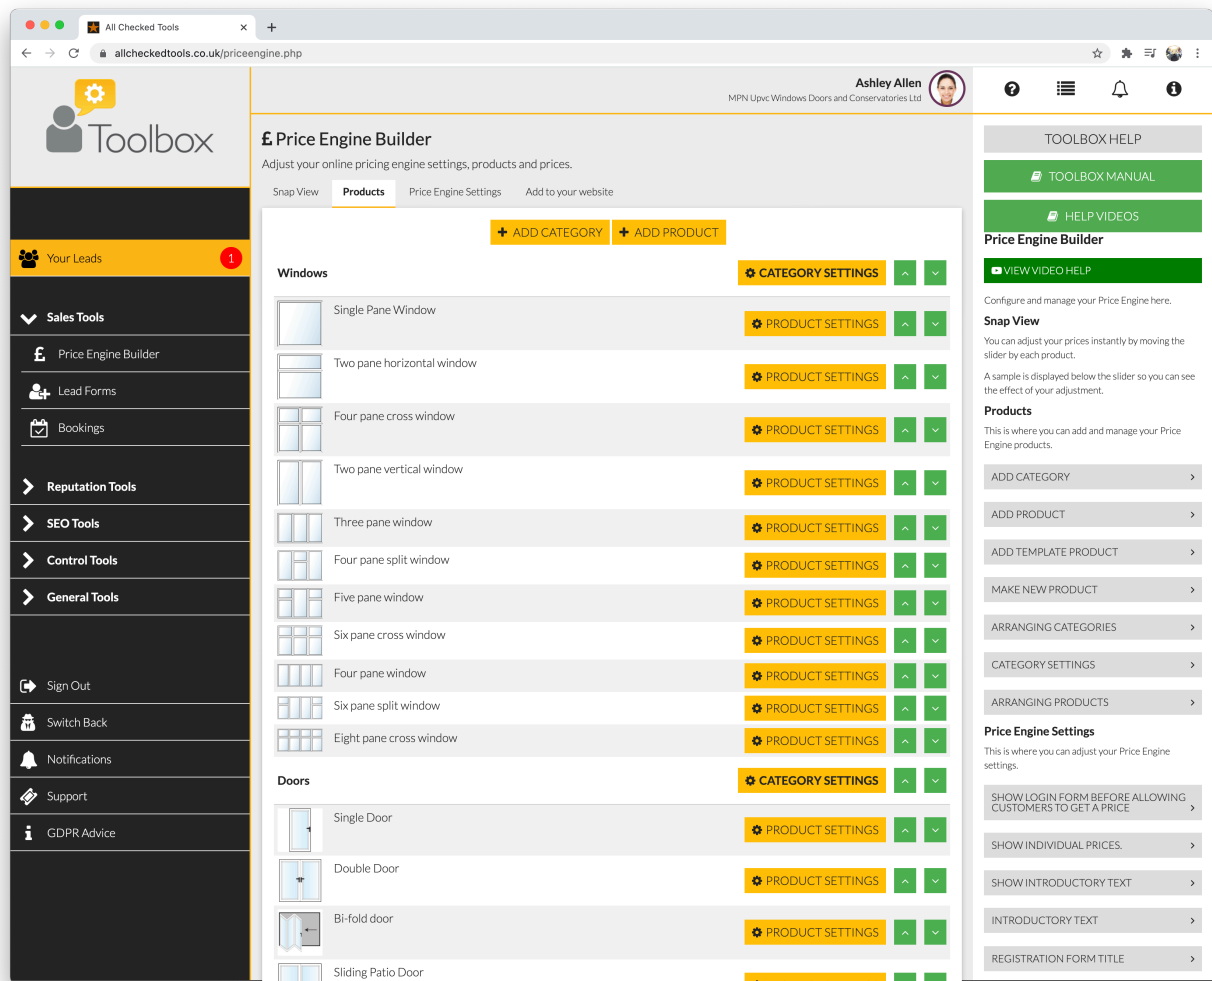 All Checked Tools
allcheckedtools.co.uk/priceengine.php
Toolbox
Ashley Allen
MPN Upvc Windows Doors and Conservatories Ltd
Your Leads
1
Sales Tools
£ Price Engine Builder
Lead Forms
Bookings
Reputation Tools
SEO Tools
Control Tools
General Tools
Sign Out
Switch Back
Notifications
Support
GDPR Advice
£ Price Engine Builder
Adjust your online pricing engine settings, products and prices.
Snap View
Products
Price Engine Settings
Add to your website
+ ADD CATEGORY
+ ADD PRODUCT
Windows
CATEGORY SETTINGS
Single Pane Window
PRODUCT SETTINGS
Two pane horizontal window
PRODUCT SETTINGS
Four pane cross window
PRODUCT SETTINGS
Two pane vertical window
PRODUCT SETTINGS
Three pane window
PRODUCT SETTINGS
Four pane split window
PRODUCT SETTINGS
Five pane window
PRODUCT SETTINGS
Six pane cross window
PRODUCT SETTINGS
Four pane window
PRODUCT SETTINGS
Six pane split window
PRODUCT SETTINGS
Eight pane cross window
PRODUCT SETTINGS
Doors
CATEGORY SETTINGS
Single Door
PRODUCT SETTINGS
Double Door
PRODUCT SETTINGS
Bi-fold door
PRODUCT SETTINGS
Sliding Patio Door
TOOLBOX HELP
TOOLBOX MANUAL
HELP VIDEOS
Price Engine Builder
VIEW VIDEO HELP
Configure and manage your Price Engine here.
Snap View
You can adjust your prices instantly by moving the
slider by each product.
A sample is displayed below the slider so you can see
the effect of your adjustment.
Products
This is where you can add and manage your Price
Engine products.
ADD CATEGORY
ADD PRODUCT
ADD TEMPLATE PRODUCT
MAKE NEW PRODUCT
ARRANGING CATEGORIES
CATEGORY SETTINGS
ARRANGING PRODUCTS
Price Engine Settings
This is where you can adjust your Price Engine
settings.
SHOW LOGIN FORM BEFORE ALLOWING
CUSTOMERS TO GET A PRICE
SHOW INDIVIDUAL PRICES.
SHOW INTRODUCTORY TEXT
INTRODUCTORY TEXT
REGISTRATION FORM TITLE